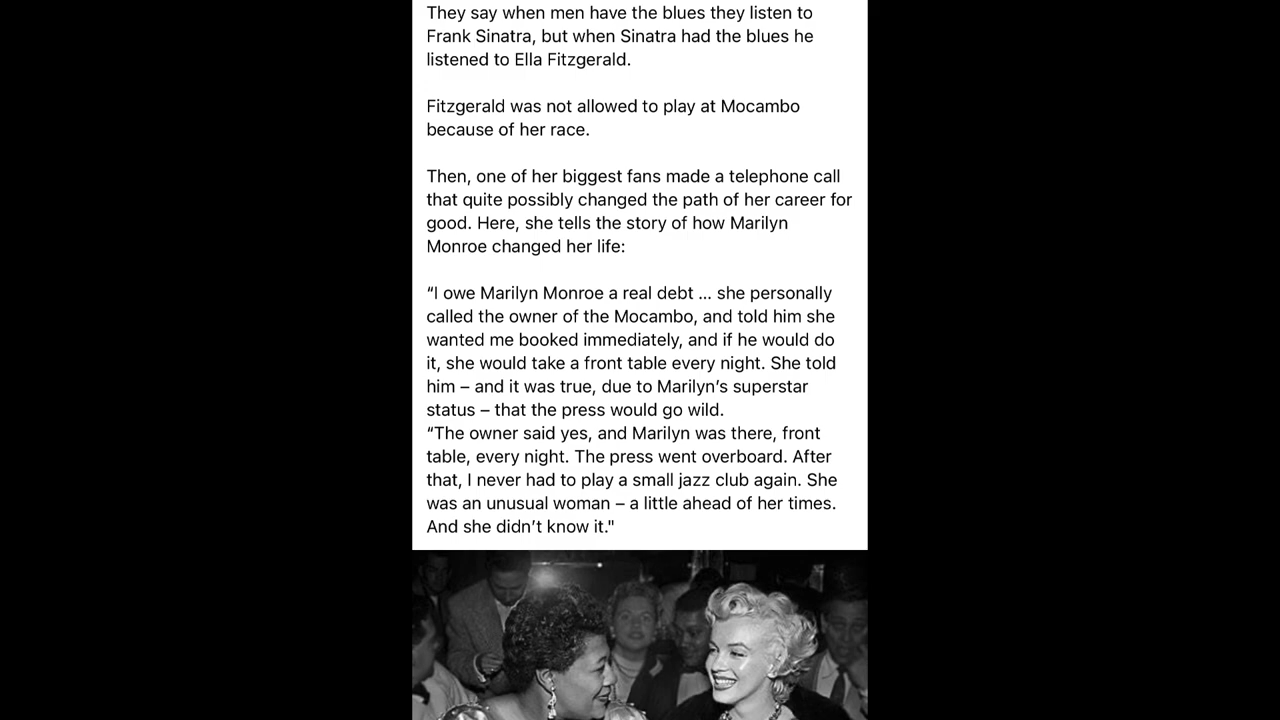 They say when men have the blues they listen to
Frank Sinatra, but when Sinatra had the blues he
listened to Ella Fitzgerald.
Fitzgerald was not allowed to play at Mocambo
because of her race.
Then, one of her biggest fans made a telephone call
that quite possibly changed the path of her career for
good. Here, she tells the story of how Marilyn
Monroe changed her life:
“I owe Marilyn Monroe a real debt ... she personally
called the owner of the Mocambo, and told him she
wanted me booked immediately, and if he would do
it, she would take a front table every night. She told
him – and it was true, due to Marilyn’s superstar
status – that the press would go wild.
“The owner said yes, and Marilyn was there, front
table, every night. The press went overboard. After
that, I never had to play a small jazz club again. She
was an unusual woman – a little ahead of her times.
And she didn’t know it."